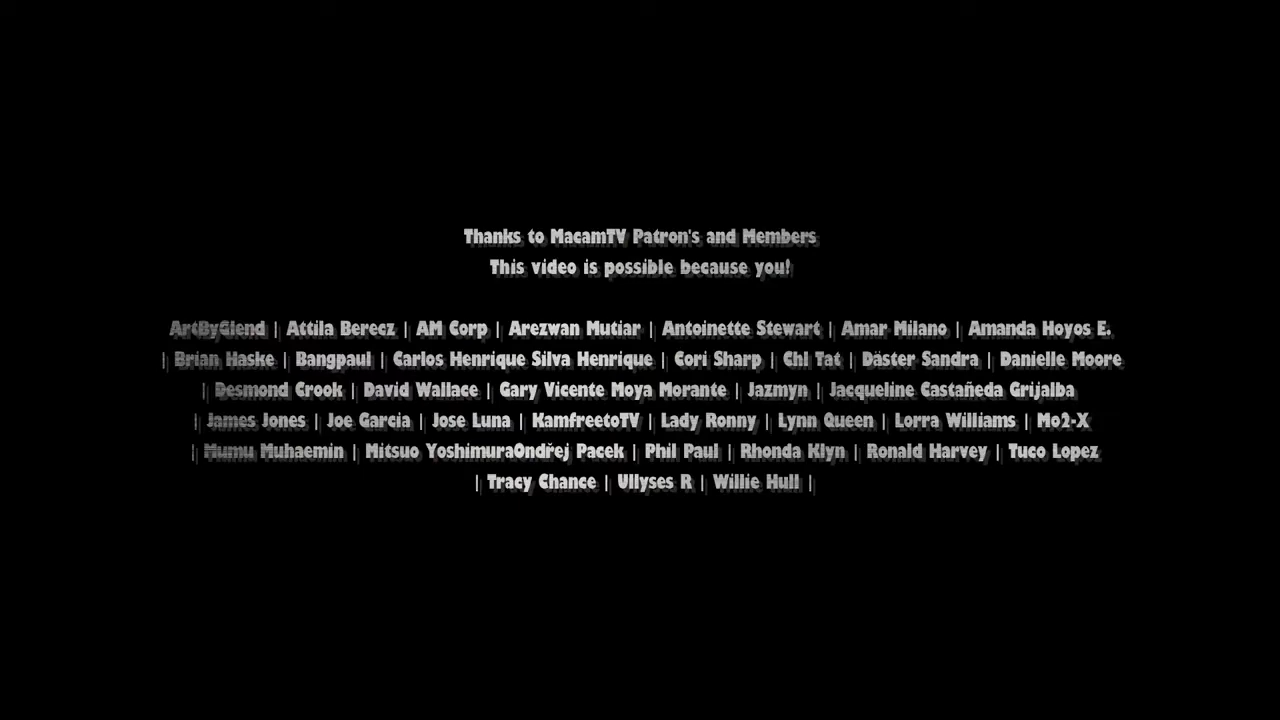 Thanks to MacamTV Patron's and Members
This video is possible because you!
ArtByGlend | Attila Berecz | AM Corp | Arezwan Mutiar | Antoinette Stewart | Amar Milano | Amanda Hoyos E.
| Brian Haske | Bangpaul | Carlos Henrique Silva Henrique | Cori Sharp | Chl Tat | Däster Sandra | Danielle Moore
| Desmond Crook | David Wallace | Gary Vicente Moya Morante | Jazmyn | Jacqueline Castañeda Grijalba
| James Jones | Joe Garcia | Jose Luna | KamfreetoTV | Lady Ronny | Lynn Queen | Lorra Williams | Mo2-X
| Mumu Muhaemin | Mitsuo YoshimuraOndřej Pacek | Phil Paul | Rhonda Klyn | Ronald Harvey | Tuco Lopez
| Tracy Chance | Ullyses R | Willie Hull |